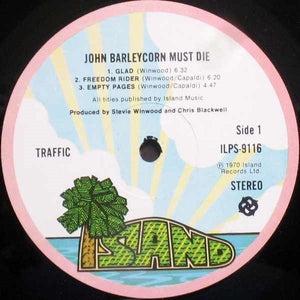 JOHN BARLEYCORN MUST DIE
1. GLAD (Winwood) 6:32
2. FREEDOM RIDER (Winwood/Capaldi) 6:20
3. EMPTY PAGES (Winwood/Capaldi) 4:47
All titles published by Island Music
Produced by Stevie Winwood and Chris Blackwell
Side 1
TRAFFIC
ILPS-9116
℗ 1970 Island
Records Ltd.
STEREO
ISLAND